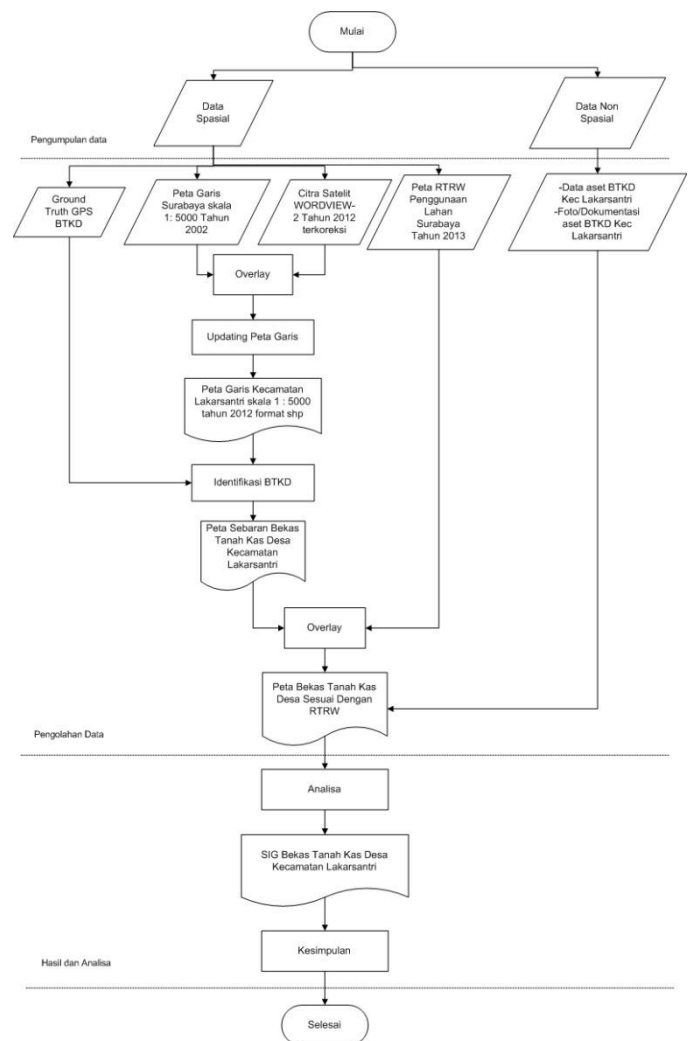 Mulai
Data
Spasial
Data Non
Spasial
Pengumpulan data
Ground
Truth GPS
BTKD
Peta Garis
Surabaya skala
1: 5000 Tahun
2002
Citra Satelit
WORDVIEW-
2 Tahun 2012
terkoreksi
Peta RTRW
Penggunaan
Lahan
Surabaya
Tahun 2013
-Data aset BTKD
Kec Lakarsantri
-Foto/Dokumentasi
aset BTKD Kec
Lakarsantri
Overlay
Updating Peta Garis
Peta Garis Kecamatan
Lakarsantri skala 1 : 5000
tahun 2012 format shp
Identifikasi BTKD
Peta Sebaran Bekas
Tanah Kas Desa
Kecamatan
Lakarsantri
Overlay
Peta Bekas Tanah Kas
Desa Sesuai Dengan
RTRW
Pengolahan Data
Analisa
SIG Bekas Tanah Kas Desa
Kecamatan Lakarsantri
Kesimpulan
Hasil dan Analisa
Selesai